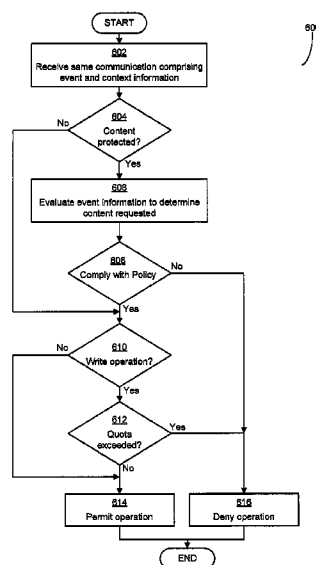 START
600
602
Receive same communication comprising
event and context information
604
Content
protected?
No
Yes
606
Evaluate event information to determine
content requested
608
Comply with Policy
No
Yes
610
Write operation?
No
Yes
612
Quots
exceeded?
Yes
No
614
Permit operation
616
Deny operation
END